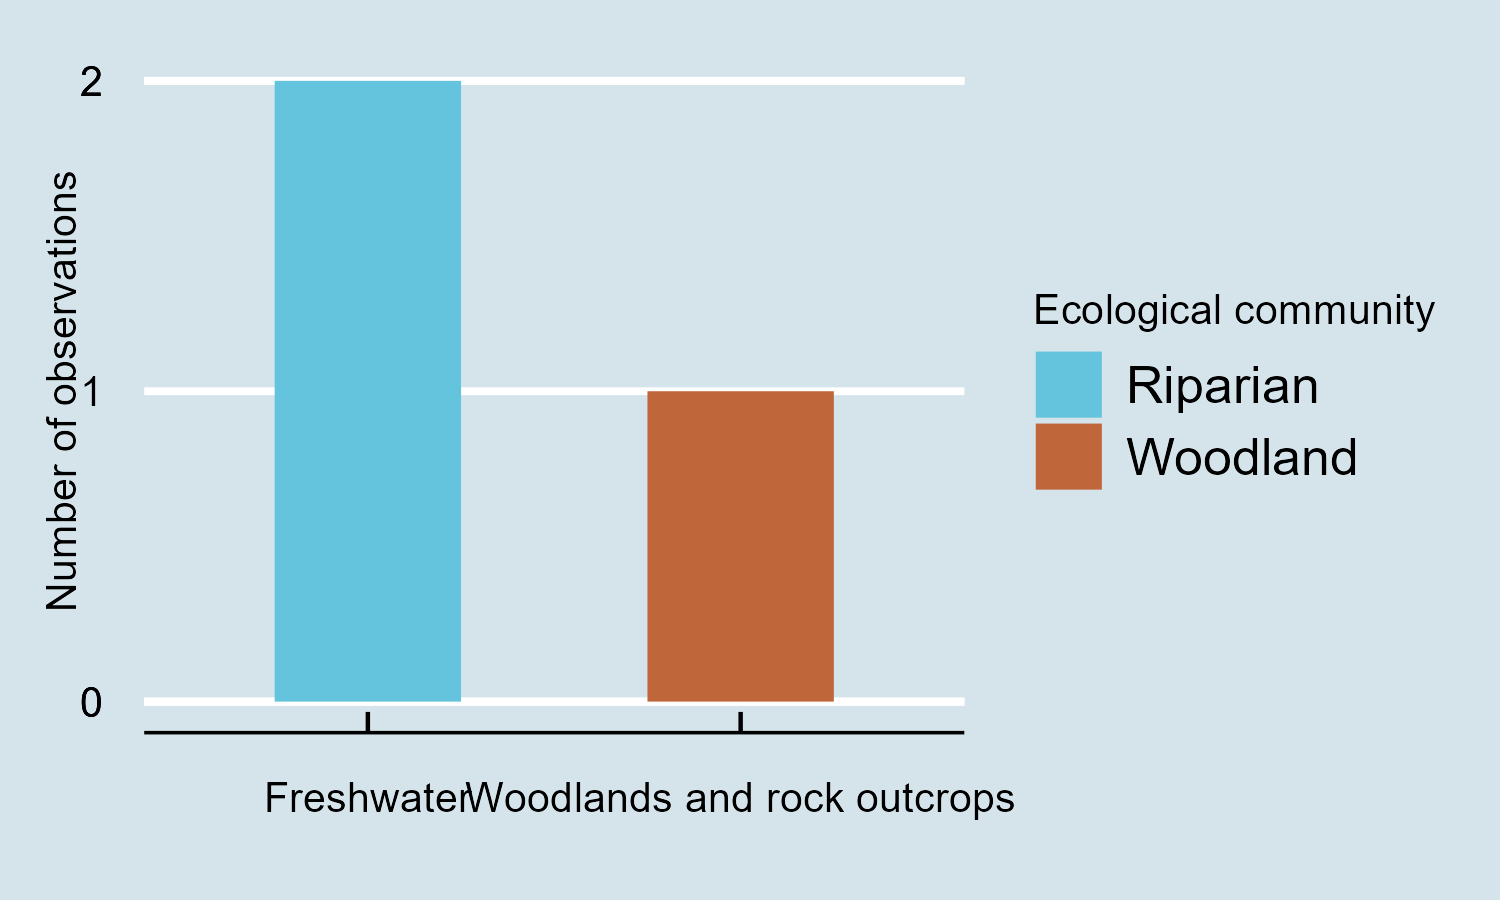 2
1
0
Number of observations
Freshwater
Woodlands and rock outcrops
Ecological community
Riparian
Woodland